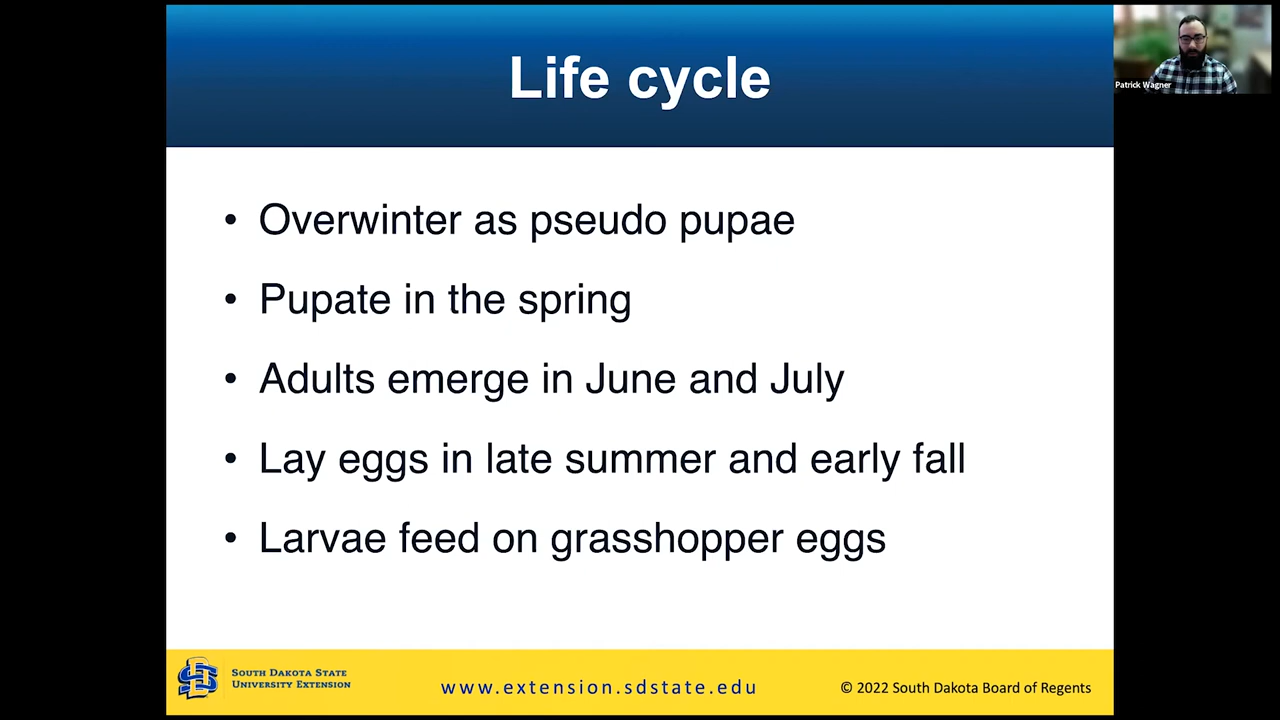 Life cycle
Patrick Wagner
• Overwinter as pseudo pupae
• Pupate in the spring
• Adults emerge in June and July
• Lay eggs in late summer and early fall
• Larvae feed on grasshopper eggs
SOUTH DAKOTA STATE
UNIVERSITY EXTENSION
www.extension.sdstate.edu
© 2022 South Dakota Board of Regents